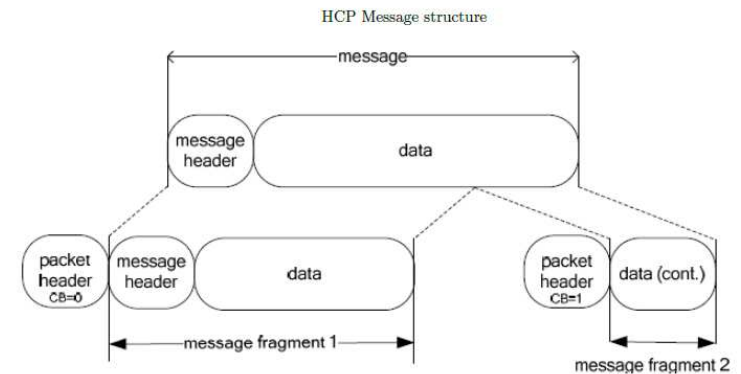 HCP Message structure
message
message
header
data
packet
header
CB=0
message
header
data
packet
header
CB=1
data (cont.)
message fragment 1
message fragment 2